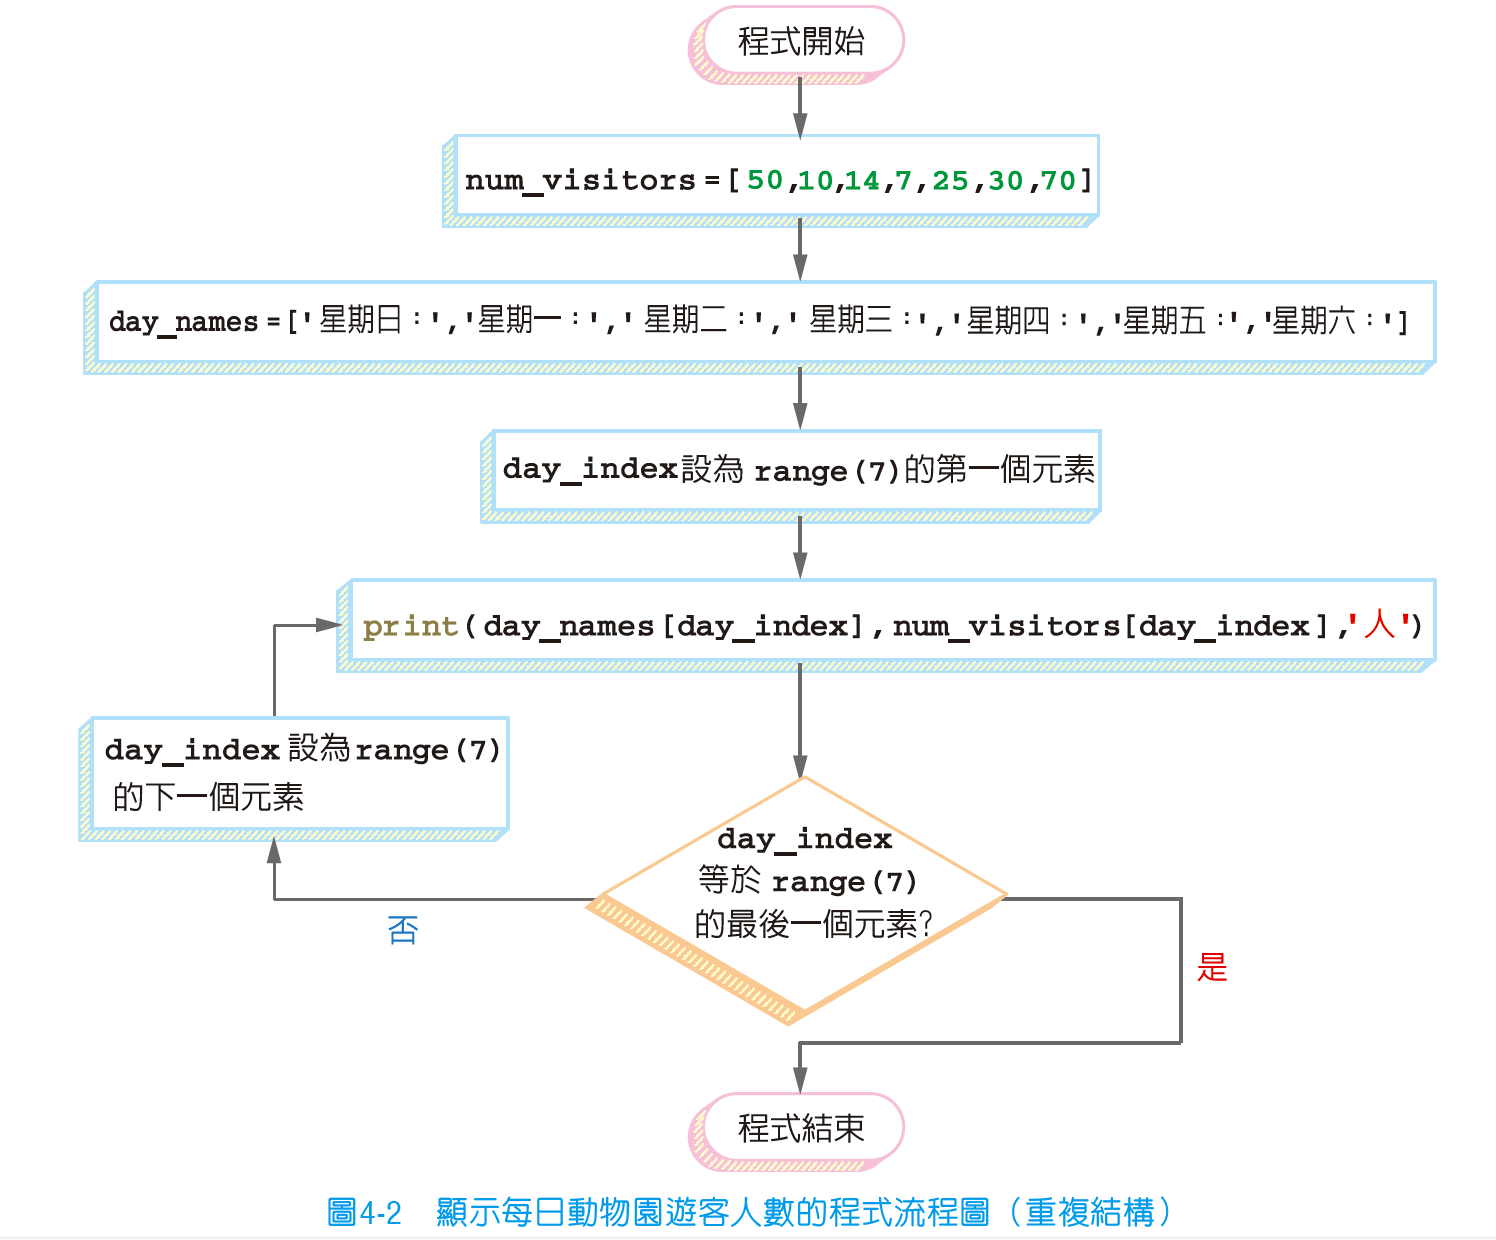 程式開始
num_visitors=[50,10,14,7,25,30,70]
day_names=['星期日：','星期一：','星期二：','星期三：','星期四：','星期五：','星期六：']
day_index設為 range(7)的第一個元素
print(day_names[day_index],num_visitors[day_index],'人')
day_index 設為range(7)
的下一個元素
day_index
等於 range(7)
的最後一個元素?
否
是
程式結束
圖4-2 顯示每日動物園遊客人數的程式流程圖（重複結構）